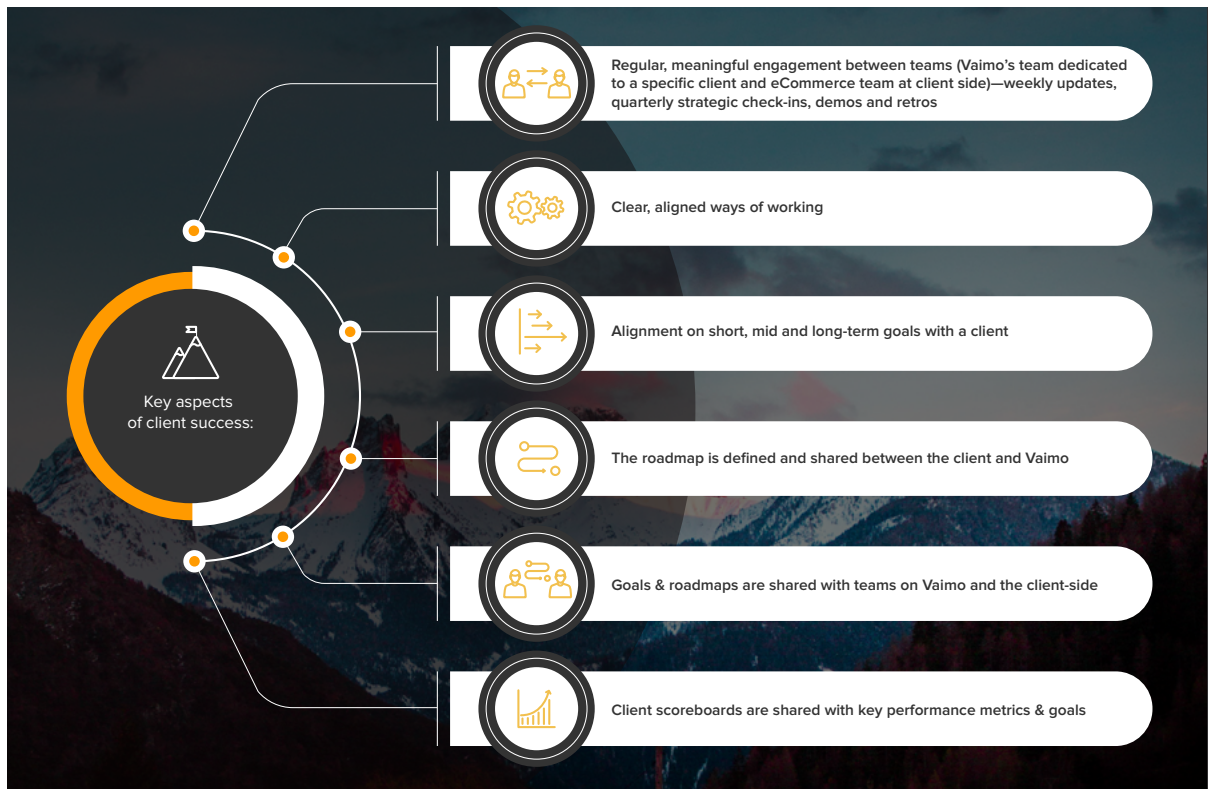 Regular, meaningful engagement between teams (Vaimo’s team dedicated
to a specific client and eCommerce team at client side)—weekly updates,
quarterly strategic check-ins, demos and retros
Clear, aligned ways of working
Alignment on short, mid and long-term goals with a client
Key aspects
of client success:
The roadmap is defined and shared between the client and Vaimo
Goals & roadmaps are shared with teams on Vaimo and the client-side
Client scoreboards are shared with key performance metrics & goals